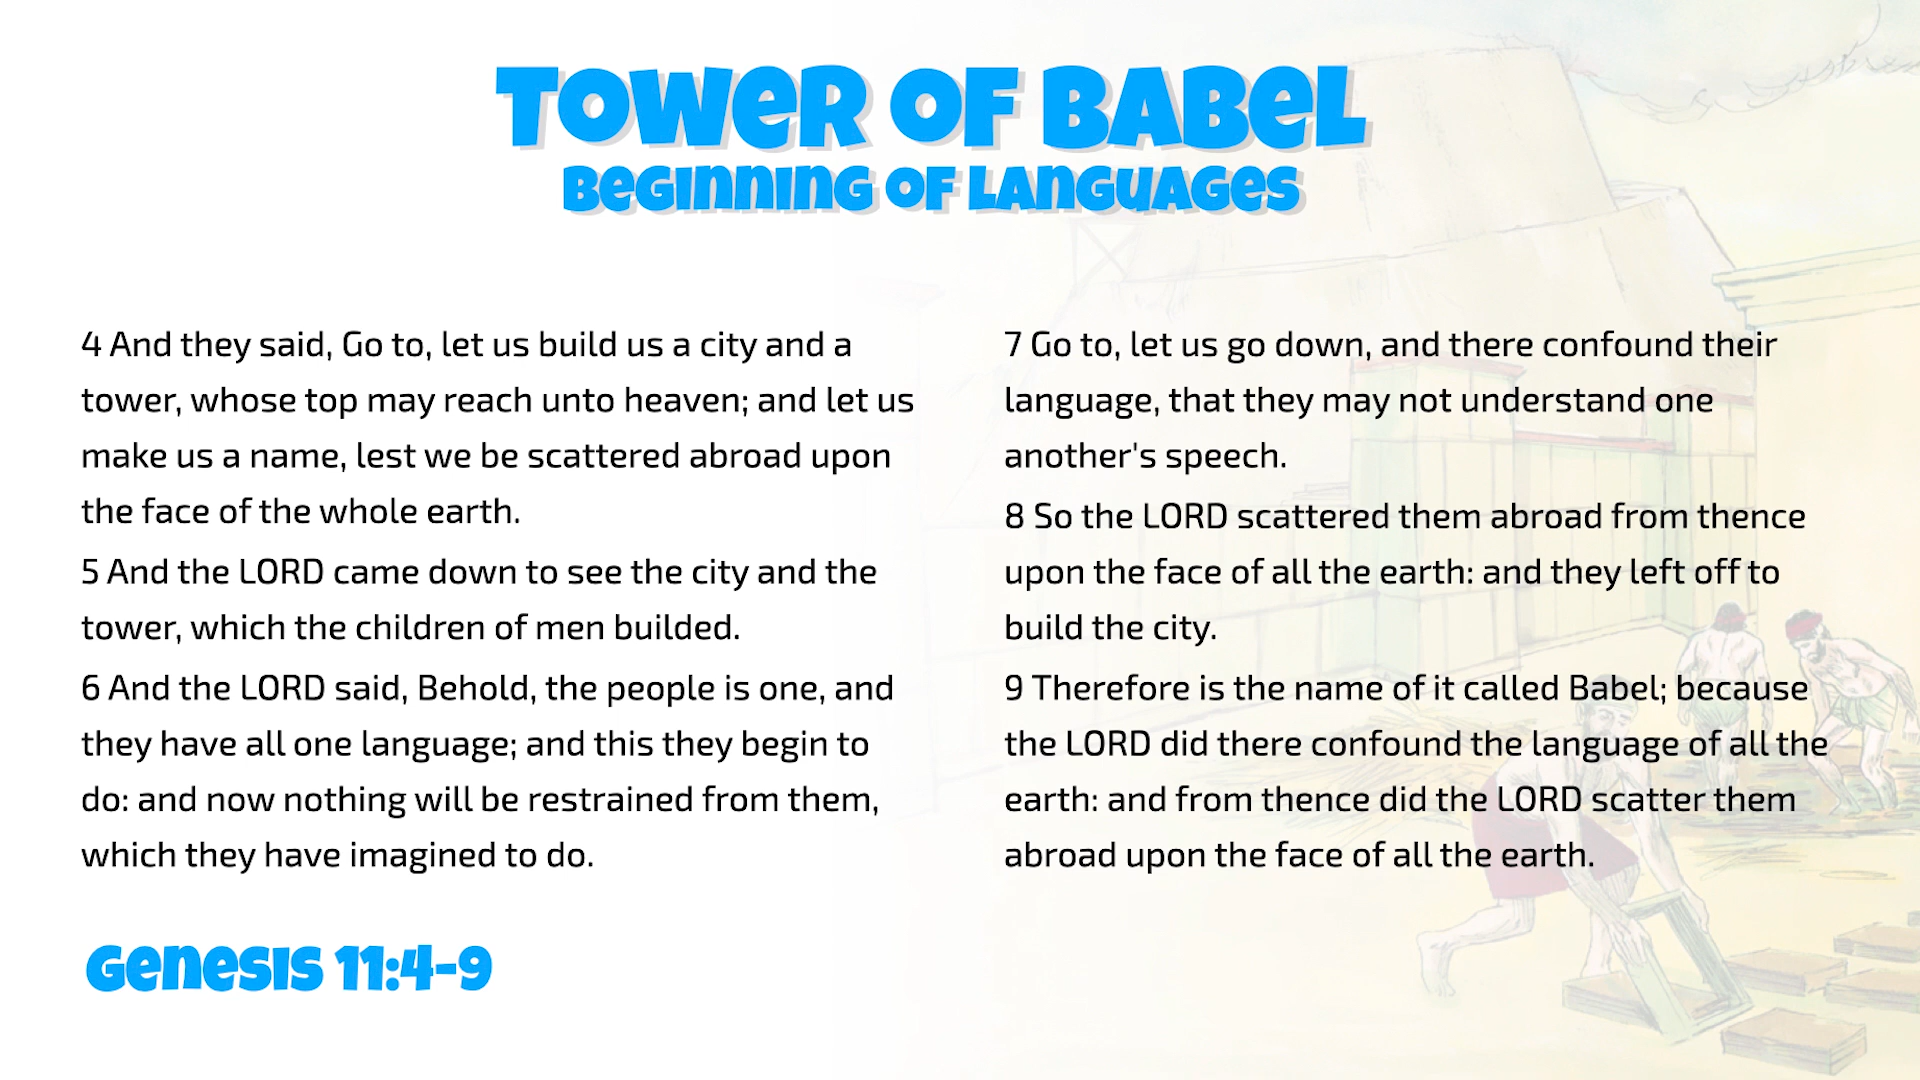 TOWER OF BABEL
BEGINNING OF LANGUAGES
4 And they said, Go to, let us build us a city and a
tower, whose top may reach unto heaven; and let us
make us a name, lest we be scattered abroad upon
the face of the whole earth.
5 And the LORD came down to see the city and the
tower, which the children of men builded.
6 And the LORD said, Behold, the people is one, and
they have all one language; and this they begin to
do: and now nothing will be restrained from them,
which they have imagined to do.
7 Go to, let us go down, and there confound their
language, that they may not understand one
another's speech.
8 So the LORD scattered them abroad from thence
upon the face of all the earth: and they left off to
build the city.
9 Therefore is the name of it called Babel; because
the LORD did there confound the language of all the
earth: and from thence did the LORD scatter them
abroad upon the face of all the earth.
Genesis 11:4-9